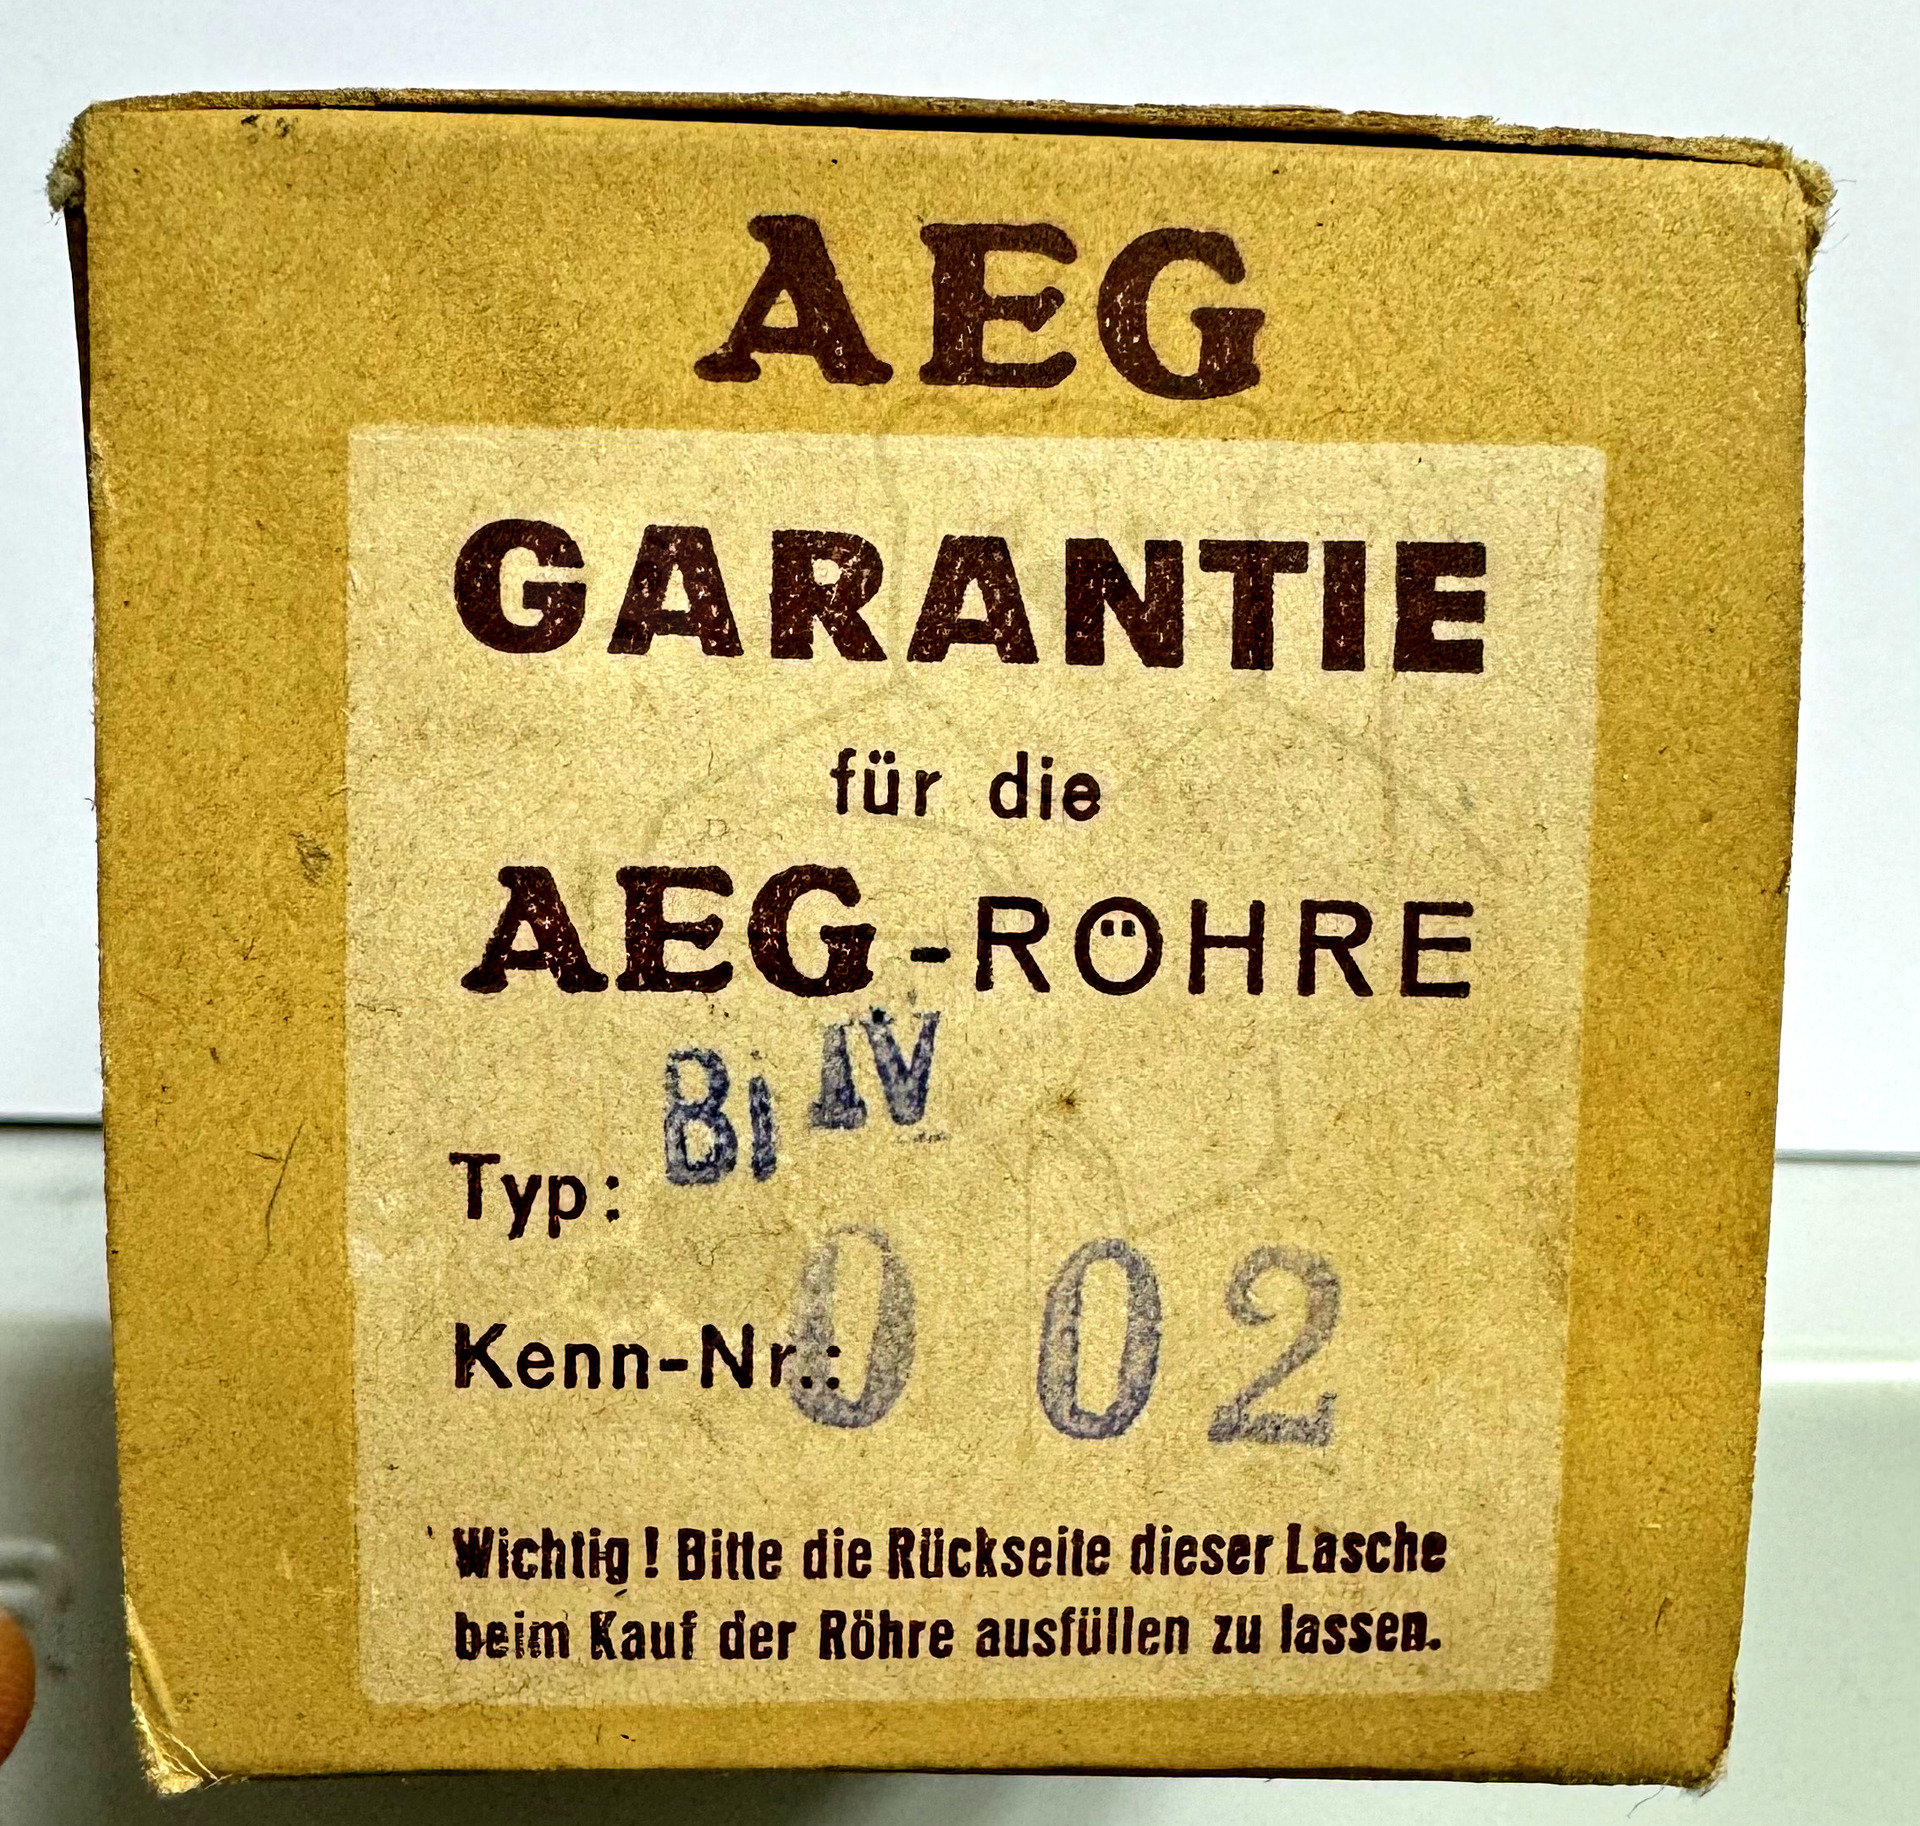 AEG
GARANTIE
für die
AEG-RÖHRE
Typ: Bi IV
Kenn-Nr.: 0 02
Wichtig! Bitte die Rückseite dieser Lasche
beim Kauf der Röhre ausfüllen zu lassen.